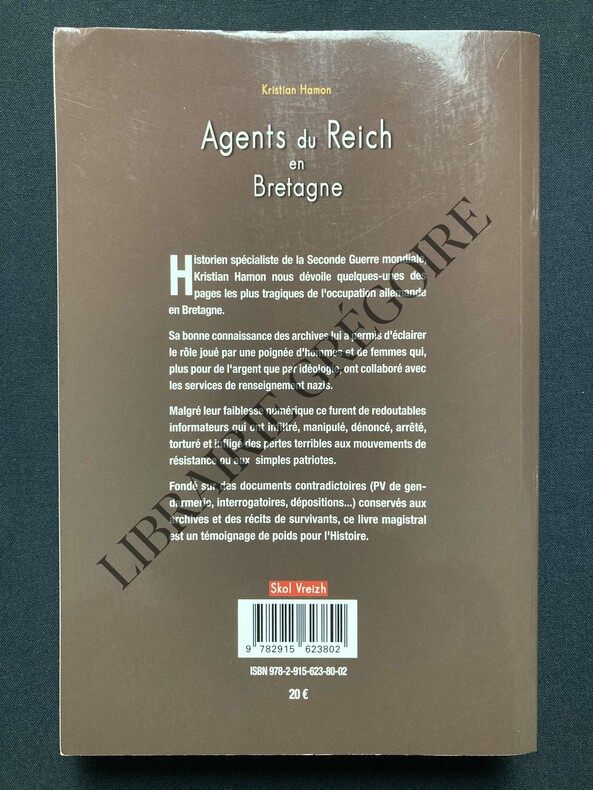 Kristian Hamon
Agents du Reich
en
Bretagne
Historien spécialiste de la Seconde Guerre mondiale,
Kristian Hamon nous dévoile quelques-unes des
pages les plus tragiques de l'occupation allemande
en Bretagne.
Sa bonne connaissance des archives lui a permis d'éclairer
le rôle joué par une poignée d'hommes et de femmes qui,
plus pour de l'argent que par idéologie, ont collaboré avec
les services de renseignement nazis.
Malgré leur faiblesse numérique ce furent de redoutables
informateurs qui ont infiltré, manipulé, dénoncé, arrêté,
torturé et infligé des pertes terribles aux mouvements de
résistance ou aux simples patriotes.
Fondé sur des documents contradictoires (PV de gen-
darmerie, interrogatoires, dépositions...) conservés aux
archives et des récits de survivants, ce livre magistral
est un témoignage de poids pour l'Histoire.
LIBRAIRIE GRÉGOIRE
Skol Vreizh
9 782915 623802
ISBN 978-2-915-623-80-02
20 €